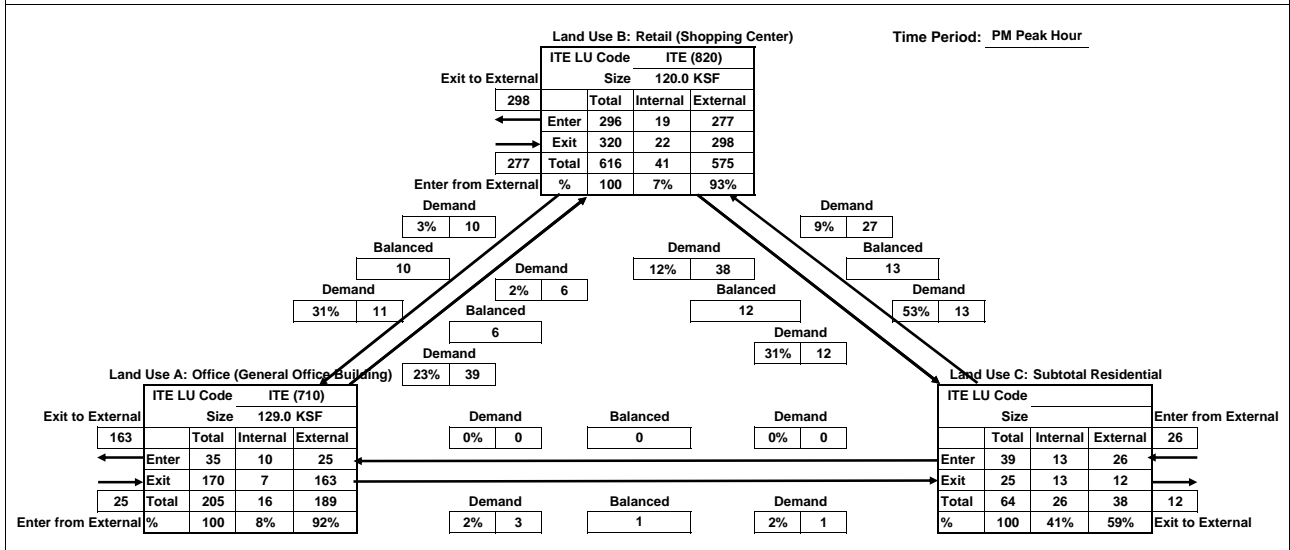 Land Use B: Retail (Shopping Center)
Time Period: PM Peak Hour
ITE LU Code ITE (820)
Exit to External Size 120.0 KSF
298 Total Internal External
Enter 296 19 277
Exit 320 22 298
277 Total 616 41 575
Enter from External % 100 7% 93%
Demand Demand
3% 10 9% 27
Balanced Demand Balanced
10 Demand 12% 38 13
Demand 2% 6 Balanced Demand
31% 11 Balanced 12 53% 13
6 Demand
Demand 31% 12
Land Use A: Office (General Office Building) 23% 39 Land Use C: Subtotal Residential
ITE LU Code ITE (710) ITE LU Code
Exit to External Size 129.0 KSF Demand Balanced Demand Size Enter from External
163 Total Internal External 0% 0 0 0% 0 Total Internal External 26
Enter 35 10 25 Enter 39 13 26
Exit 170 7 163 Exit 25 13 12
25 Total 205 16 189 Demand Balanced Demand Total 64 26 38 12
Enter from External % 100 8% 92% 2% 3 1 2% 1 % 100 41% 59% Exit to External